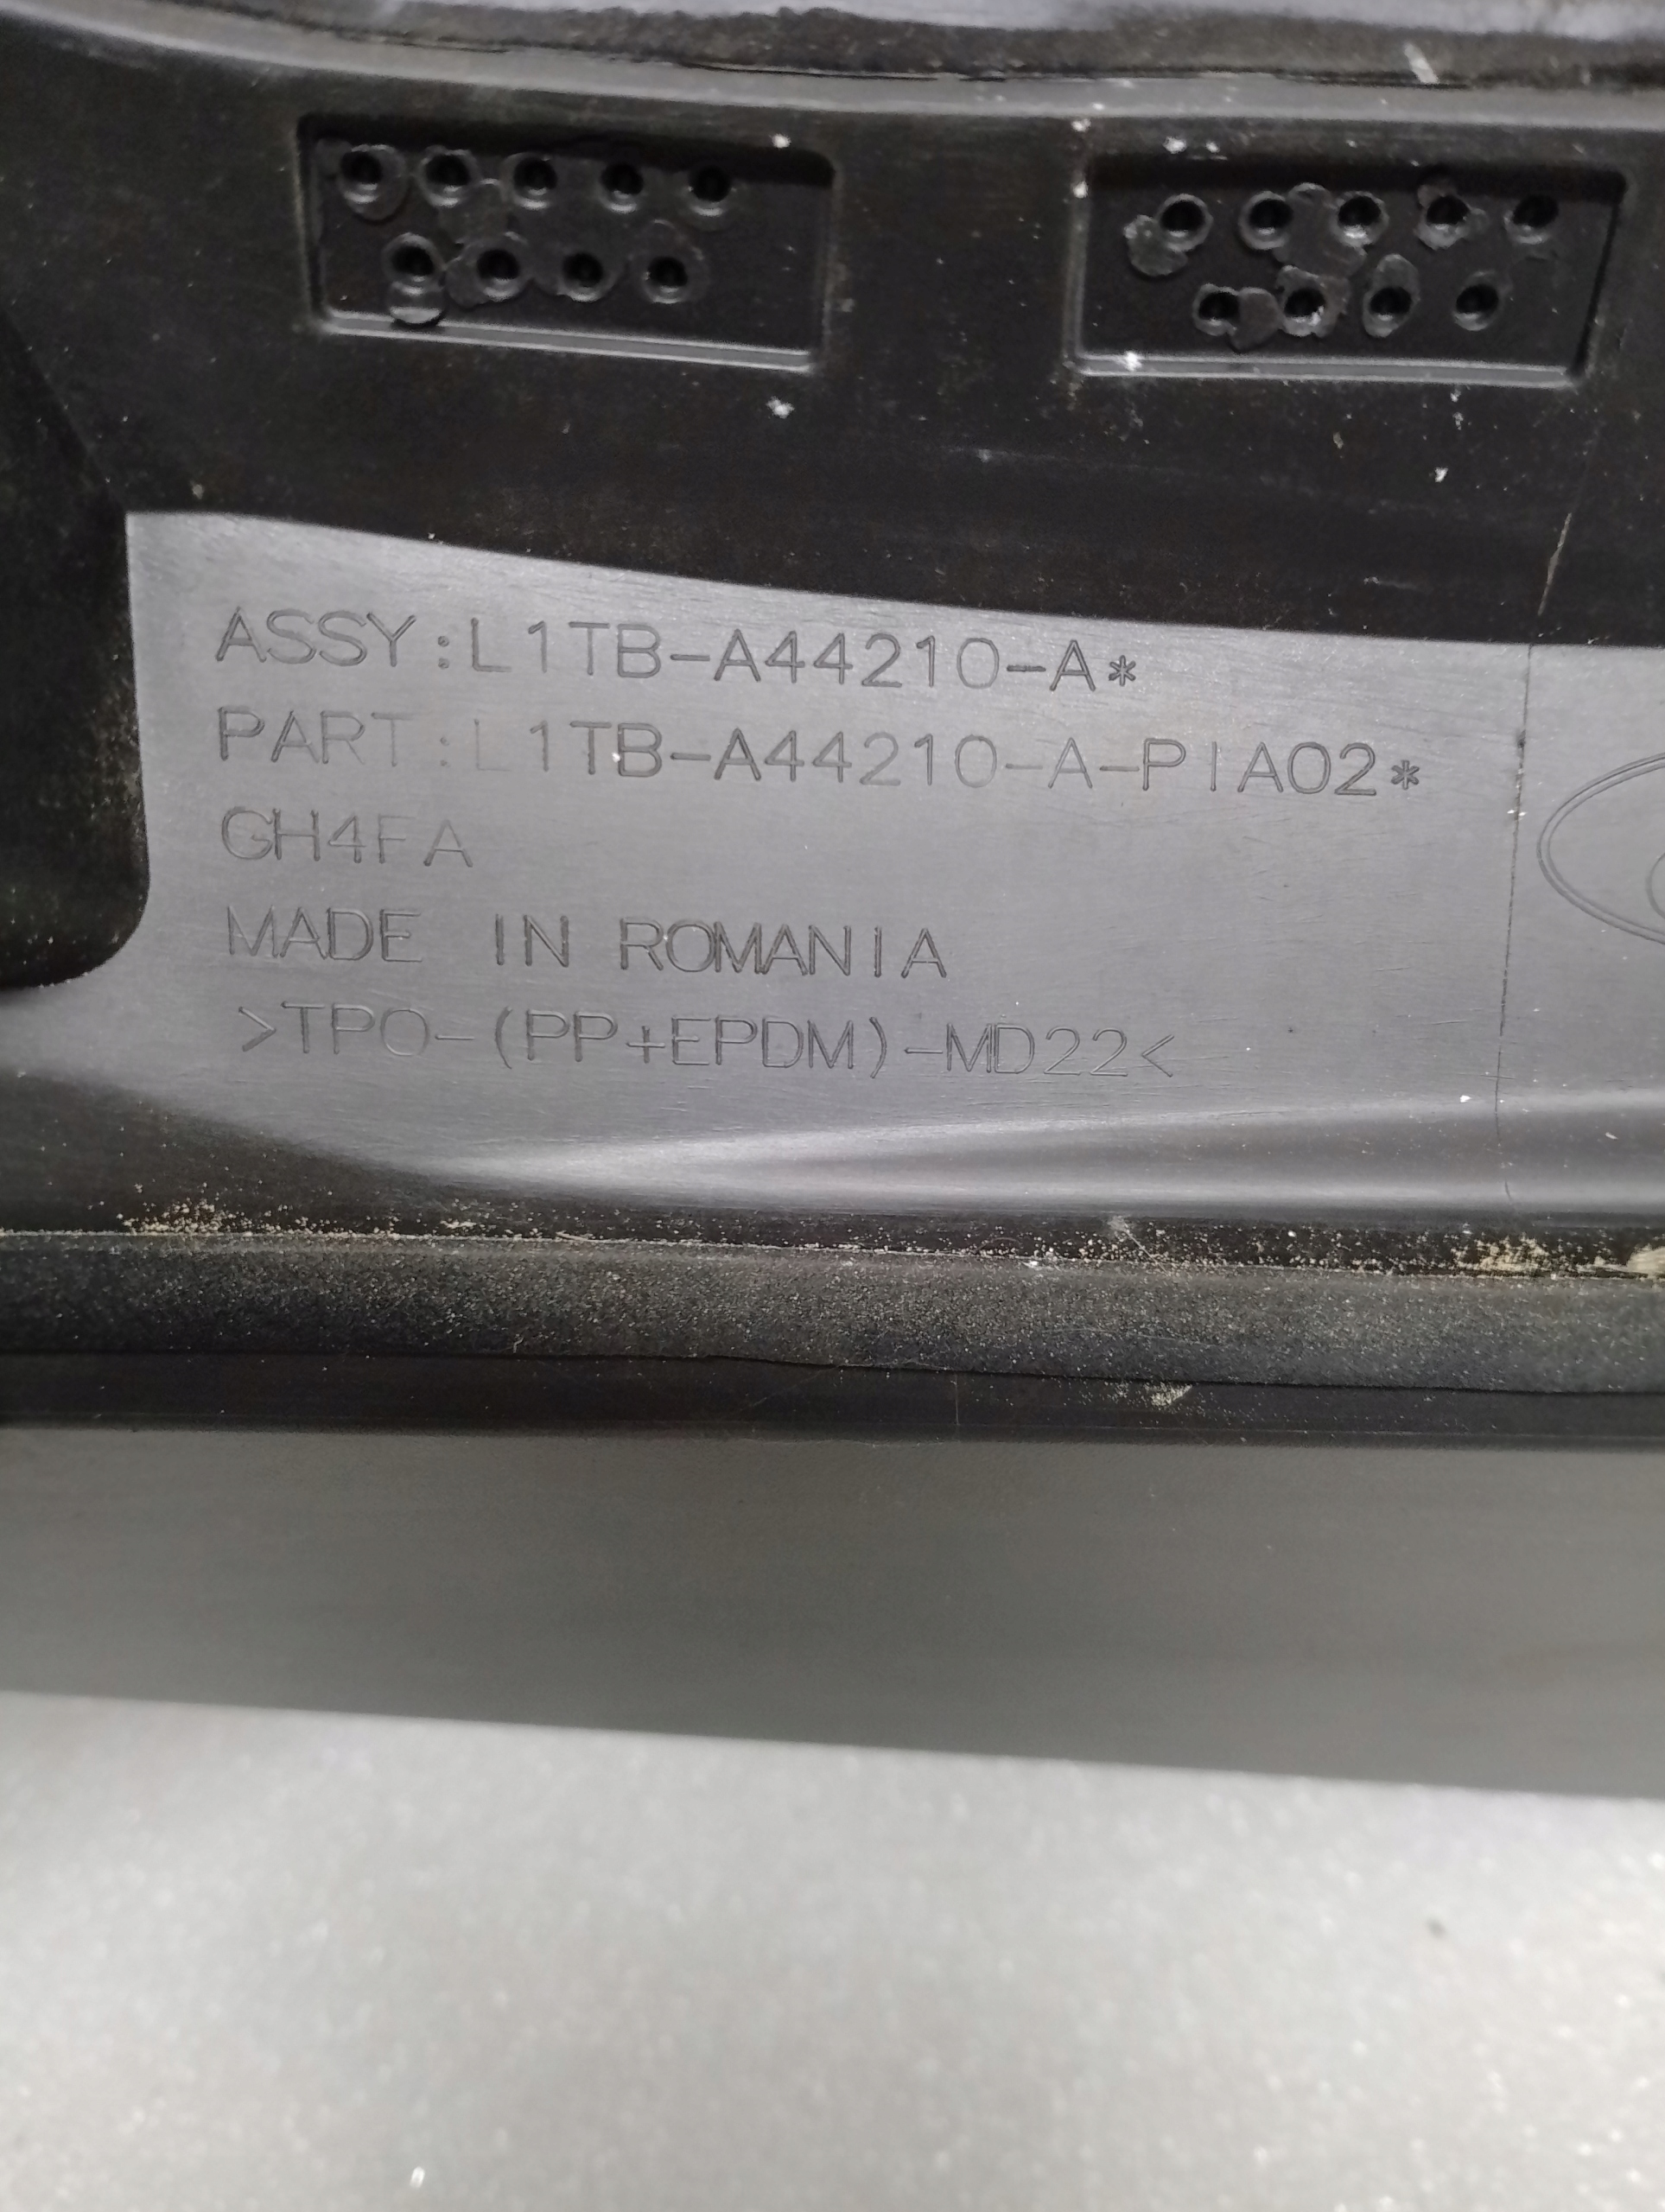 ASSY:L1TB-A44210-A*
PART:L1TB-A44210-A-PIA02*
GH4FA
MADE IN ROMANIA
>TPO-(PP+EPDM)-MD22<